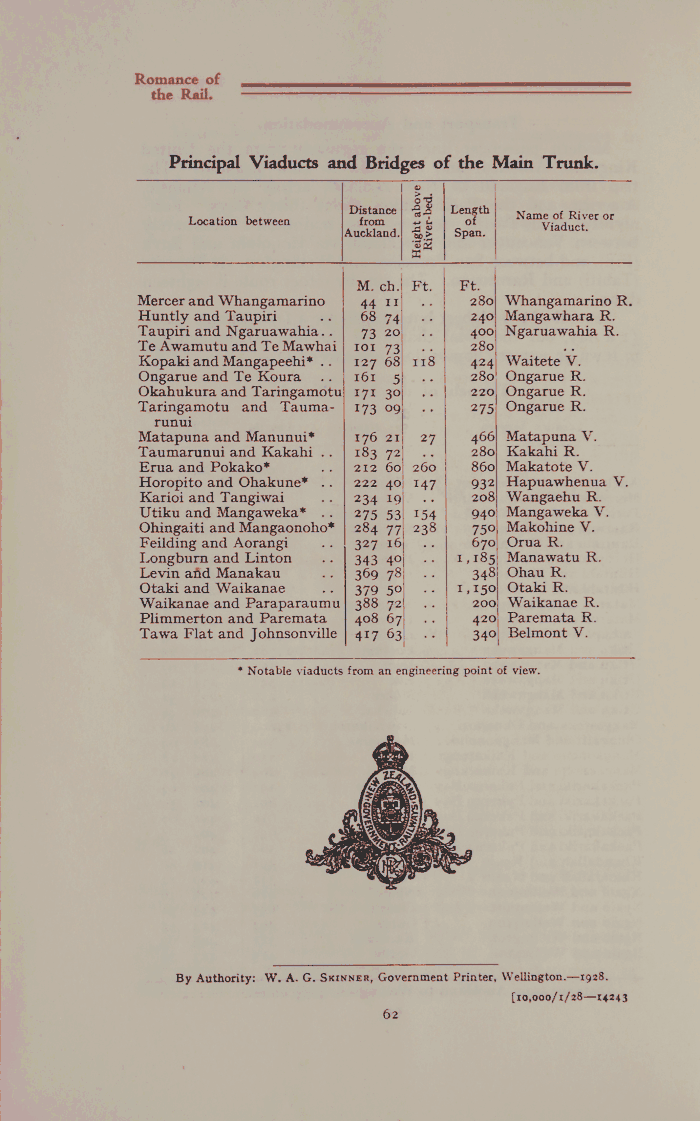 Romance of
the Rail.
Principal Viaducts and Bridges of the Main Trunk.
Location between Distance from Auckland. Height above River-bed. Length of Span. Name of River or Viaduct.
M. ch. Ft. Ft.
Mercer and Whangamarino 44 11 .. 280 Whangamarino R.
Huntly and Taupiri .. 68 74 .. 240 Mangawhara R.
Taupiri and Ngaruawahia .. 73 20 .. 400 Ngaruawahia R.
Te Awamutu and Te Mawhai 101 73 .. 280 ..
Kopaki and Mangapeehi* .. 127 68 118 424 Waitete V.
Ongarue and Te Koura .. 161 5 .. 280 Ongarue R.
Okahukura and Taringamotu 171 30 .. 220 Ongarue R.
Taringamotu and Tauma- 173 09 .. 275 Ongarue R.
runui
Matapuna and Manunui* 176 21 27 466 Matapuna V.
Taumarunui and Kakahi .. 183 72 .. 280 Kakahi R.
Erua and Pokako* .. 212 60 260 860 Makatote V.
Horopito and Ohakune* .. 222 40 147 932 Hapuawhenua V.
Karioi and Tangiwai .. 234 19 .. 208 Wangaehu R.
Utiku and Mangaweka* .. 275 53 154 940 Mangaweka V.
Ohingaiti and Mangaonoho* 284 77 238 750 Makohine V.
Feilding and Aorangi .. 327 16 .. 670 Orua R.
Longburn and Linton .. 343 40 .. 1,185 Manawatu R.
Levin and Manakau .. 369 78 .. 348 Ohau R.
Otaki and Waikanae .. 379 50 .. 1,150 Otaki R.
Waikanae and Paraparaumu 388 72 .. 200 Waikanae R.
Plimmerton and Paremata 408 67 .. 420 Paremata R.
Tawa Flat and Johnsonville 417 63 .. 340 Belmont V.
* Notable viaducts from an engineering point of view.
NEW ZEALAND
GOVERNMENT RAILWAYS
By Authority: W. A. G. SKINNER, Government Printer, Wellington.—1928.
[10,000/1/28—14243
62